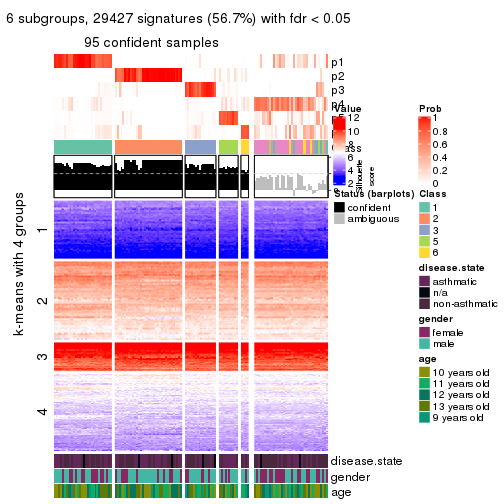 6 subgroups, 29427 signatures (56.7%) with fdr < 0.05
95 confident samples
p1
p2
p3
p4
k-means with 4 groups
1
2
3
4
disease.state
gender
age
Value
12
10
8
6
4
2
silhouette
score
Status (barplots)
confident
ambiguous
Prob
1
0.8
0.6
0.4
0.2
0
Class
1
2
3
5
6
disease.state
asthmatic
n/a
non-asthmatic
gender
female
male
age
10 years old
11 years old
12 years old
13 years old
9 years old